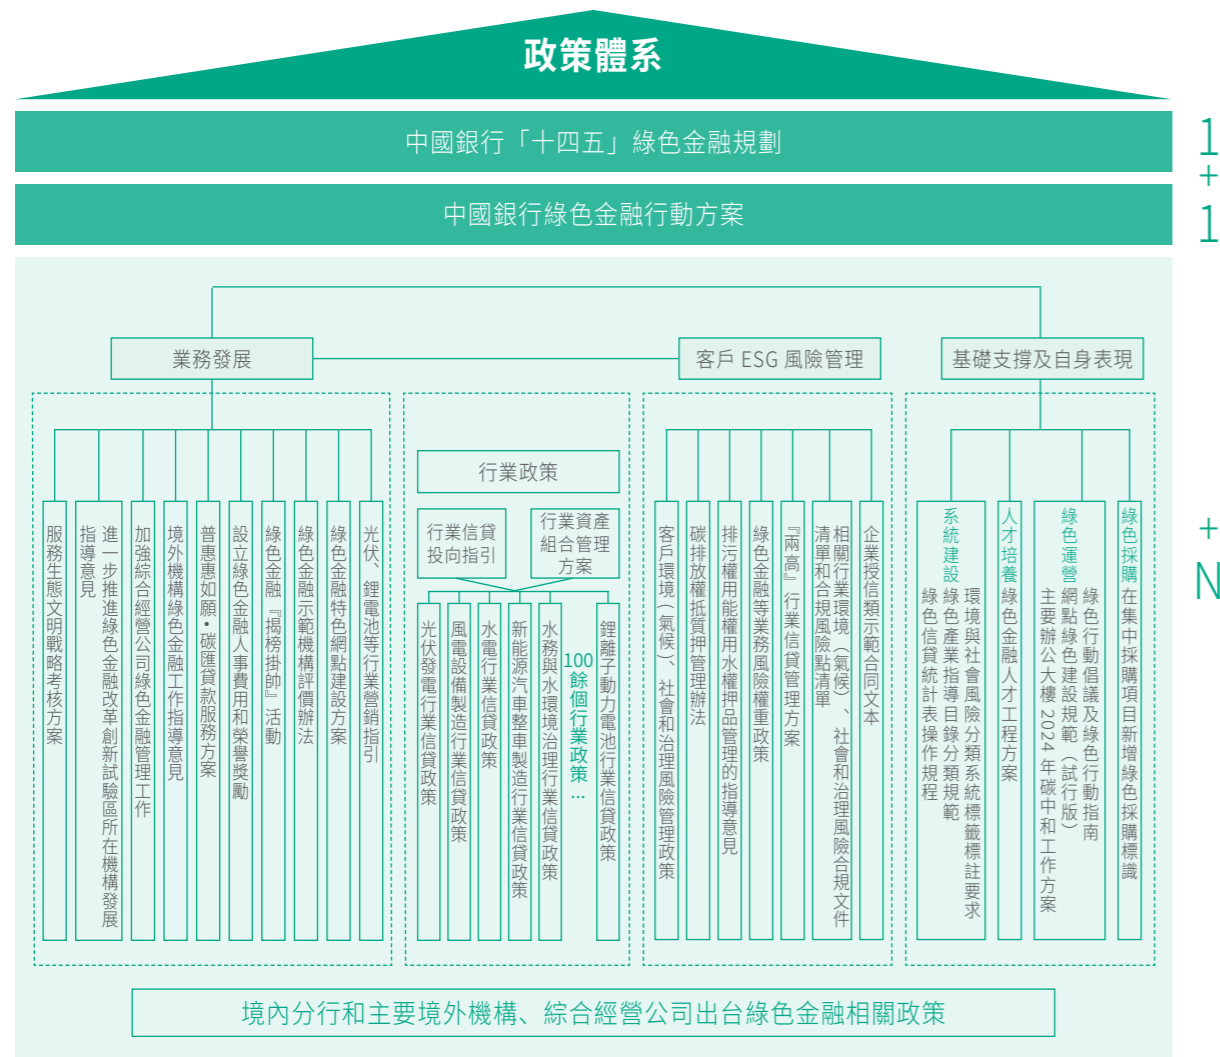 政策體系
中國銀行「十四五」綠色金融規劃
1
+
中國銀行綠色金融行動方案
1
業務發展
客戶 ESG 風險管理
基礎支撐及自身表現
服務生態文明戰略考核方案
進一步推進綠色金融改革創新試驗區所在機構發展
指導意見
加強綜合經營公司綠色金融管理工作
境外機構綠色金融工作指導意見
普惠惠如願•碳匯貸款服務方案
設立綠色金融人事費用和榮譽獎勵
綠色金融『揭榜掛帥』活動
綠色金融示範機構評價辦法
綠色金融特色網點建設方案
光伏、鋰電池等行業營銷指引
行業政策
行業信貸
投向指引
行業資產
組合管理
方案
光伏發電行業信貸政策
風電設備製造行業信貸政策
水電行業信貸政策
新能源汽車整車製造行業信貸政策
水務與水環境治理行業信貸政策
100
餘個行業政策…
鋰離子動力電池行業信貸政策
客戶環境（氣候）、社會和治理風險管理政策
碳排放權抵質押管理辦法
排污權用能權用水權押品管理的指導意見
綠色金融等業務風險權重政策
『兩高』行業信貸管理方案
相關行業環境（氣候）、社會和治理風險合規文件
清單和合規風險點清單
企業授信類示範合同文本
系統建設
環境與社會風險分類系統標籤標註要求
綠色產業指導目錄分類規範
綠色信貸統計表操作規程
人才培養
綠色金融人才工程方案
綠色運營
綠色行動倡議及綠色行動指南
網點綠色建設規範（試行版）
主要辦公大樓 2024 年碳中和工作方案
綠色採購
在集中採購項目新增綠色採購標識
+
N
境內分行和主要境外機構、綜合經營公司出台綠色金融相關政策